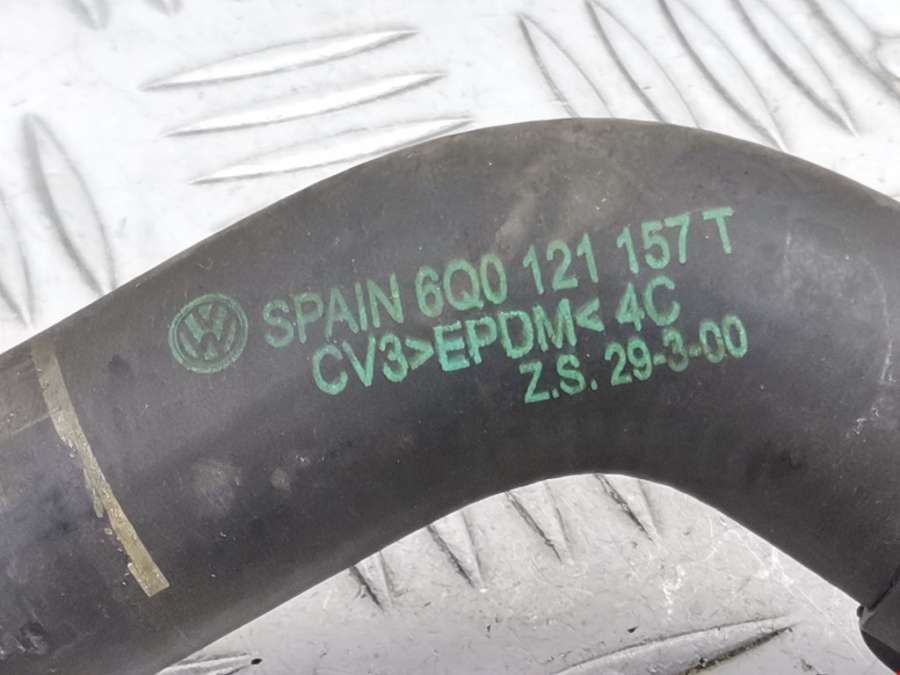 SPAIN 6Q0 121 157 T
CV3>EPDM< 4C
Z.S. 29-3-00